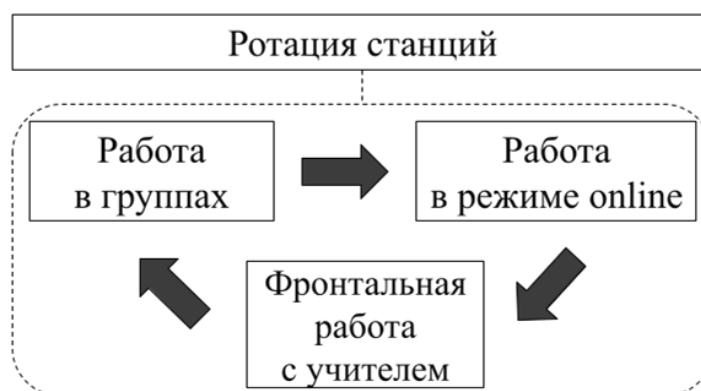 Ротация станций
Работа
в группах
Работа
в режиме online
Фронтальная
работа
с учителем